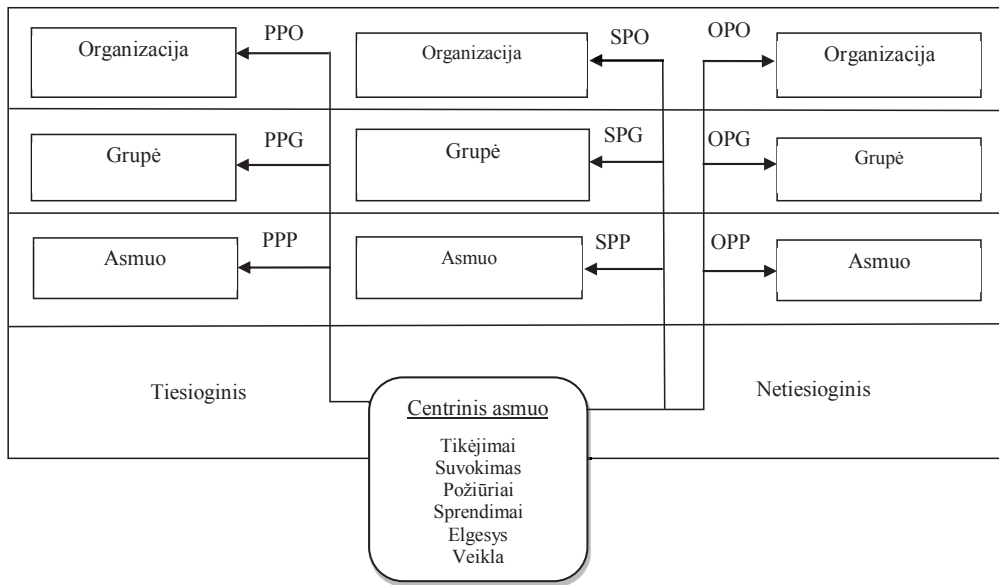 Organizacija
PPO
Organizacija
SPO
OPO
Organizacija
Grupė
PPG
Grupė
SPG
OPG
Grupė
Asmuo
PPP
Asmuo
SPP
OPP
Asmuo
Tiesioginis
Netiesioginis
Centrinis asmuo
Tikėjimai
Suvokimas
Požiūriai
Sprendimai
Elgesys
Veikla